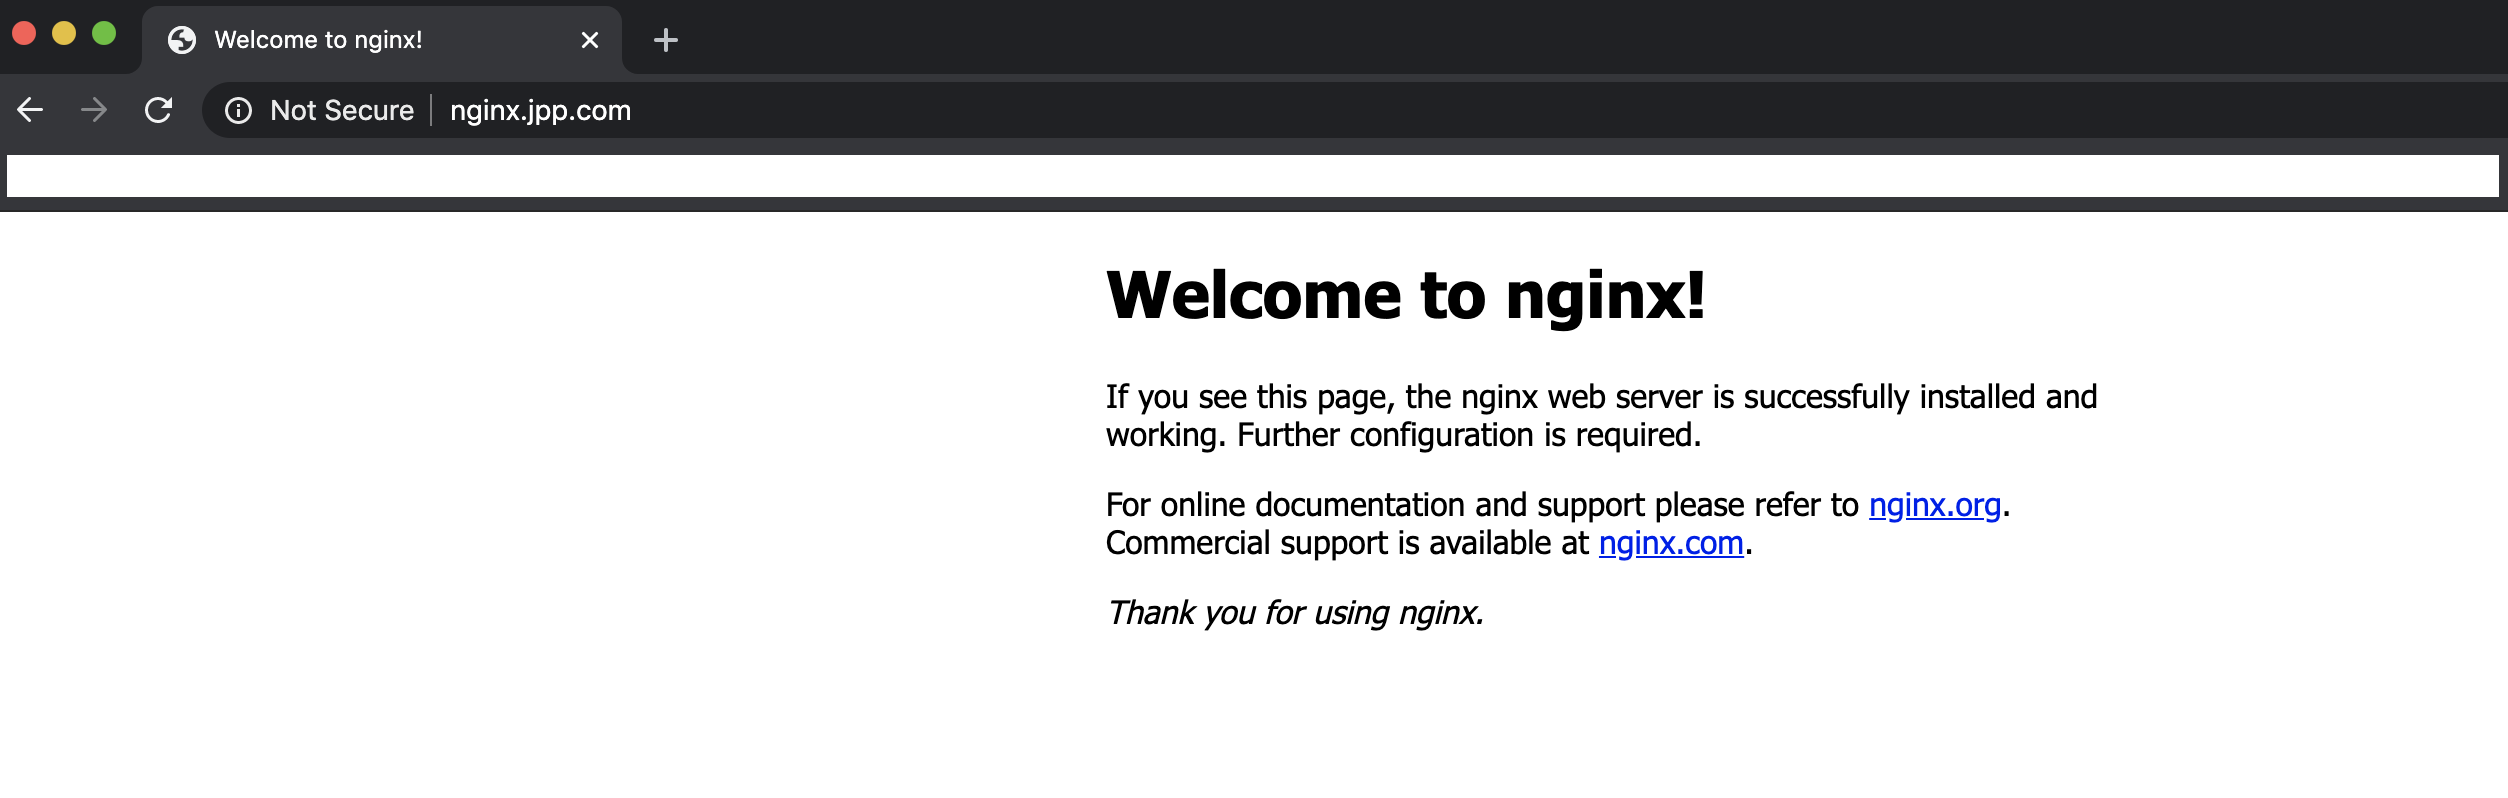 Welcome to nginx!
Not Secure nginx.jpp.com
Welcome to nginx!
If you see this page, the nginx web server is successfully installed and
working. Further configuration is required.
For online documentation and support please refer to nginx.org.
Commercial support is available at nginx.com.
Thank you for using nginx.